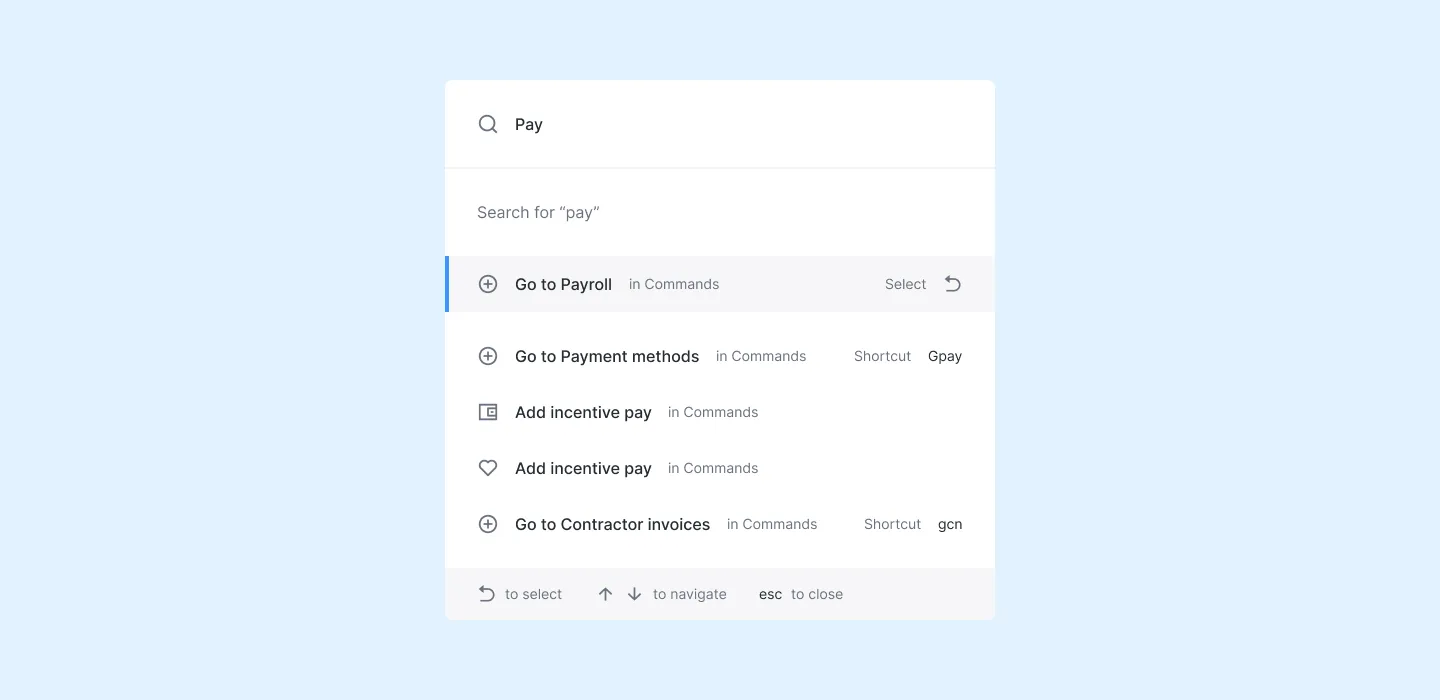 Pay
Search for “pay”
Go to Payroll in Commands Select
Go to Payment methods in Commands Shortcut Gpay
Add incentive pay in Commands
Add incentive pay in Commands
Go to Contractor invoices in Commands Shortcut gcn
to select to navigate esc to close